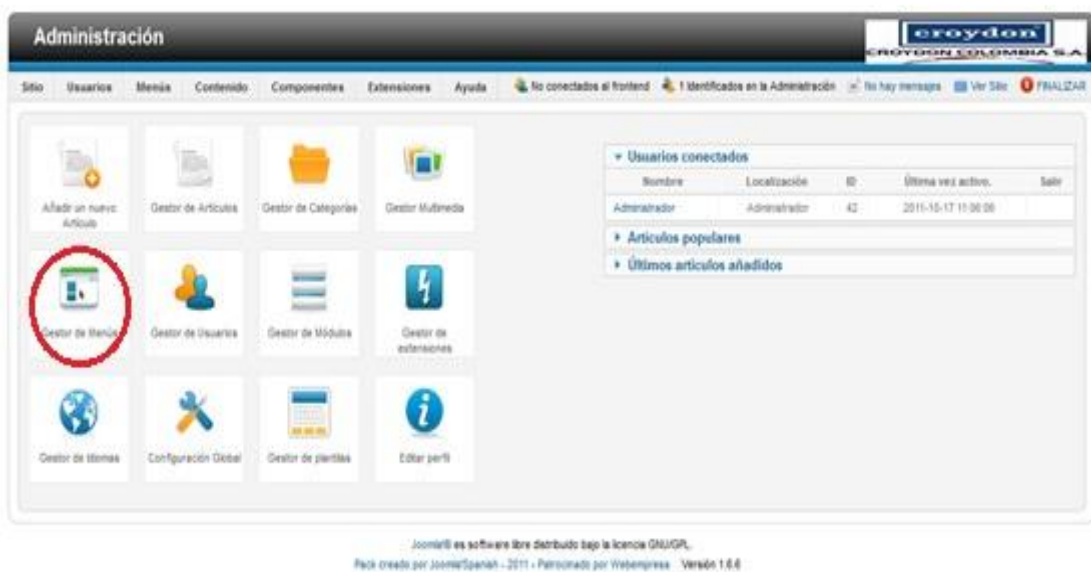 Administración
croydon
CROYDON COLOMBIA S.A
Sitio Usuarios Menús Contenido Componentes Extensiones Ayuda No conectados al frontend 1 Identificados en la Administración No hay mensajes Ver Sitio FINALIZAR
Añadir un nuevo
Artículo
Gestor de Artículos
Gestor de Categorías
Gestor Multimedia
Gestor de Menús
Gestor de Usuarios
Gestor de Módulos
Gestor de
extensiones
Gestor de Idiomas
Configuración Global
Gestor de plantillas
Editar perfil
Usuarios conectados
Nombre Localización ID Última vez activo. Salir
Administrador Administrador 42 2011-10-17 11:06:06
Artículos populares
Últimos artículos añadidos
Joomla!® es software libre distribuido bajo la licencia GNU/GPL.
Pack creado por Joomla!Spanish - 2011 - Patrocinado por Webempresa Versión 1.6.6